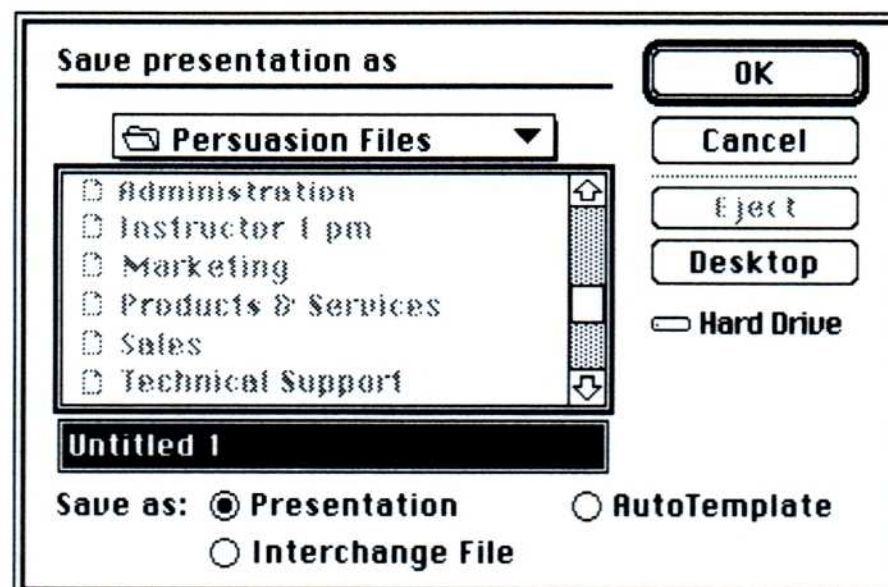 Save presentation as
Persuasion Files
Administration
Instructor 1 pm
Marketing
Products & Services
Sales
Technical Support
Untitled 1
Save as: Presentation AutoTemplate
Interchange File
OK
Cancel
Eject
Desktop
Hard Drive